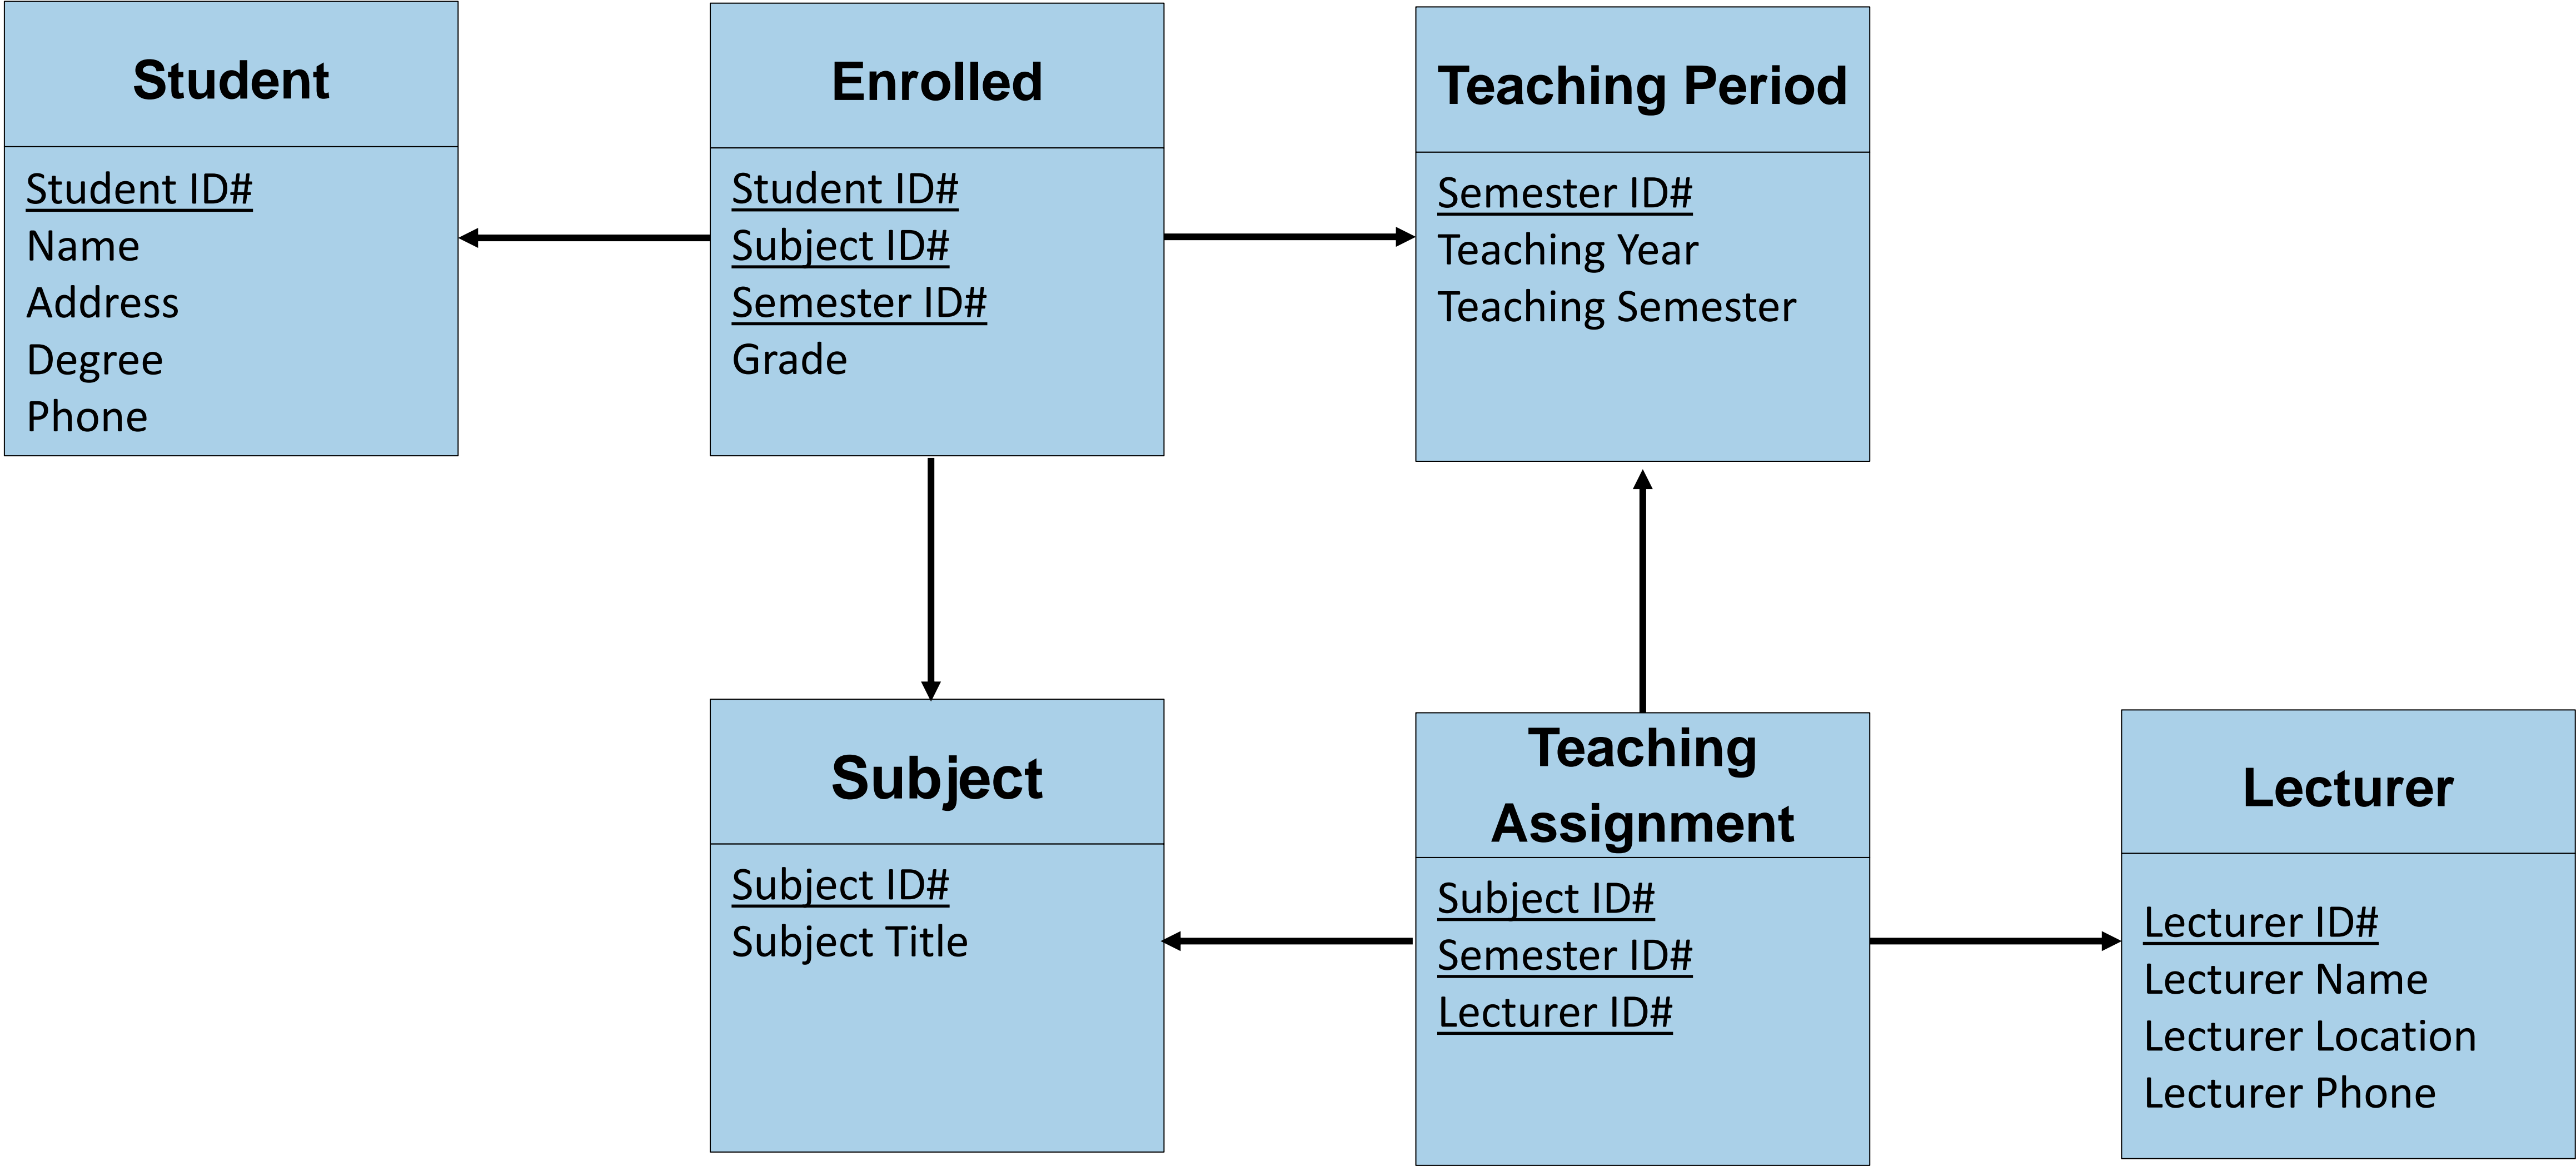 Student
Student ID#
Name
Address
Degree
Phone
Enrolled
Student ID#
Subject ID#
Semester ID#
Grade
Teaching Period
Semester ID#
Teaching Year
Teaching Semester
Subject
Subject ID#
Subject Title
Teaching
Assignment
Subject ID#
Semester ID#
Lecturer ID#
Lecturer
Lecturer ID#
Lecturer Name
Lecturer Location
Lecturer Phone